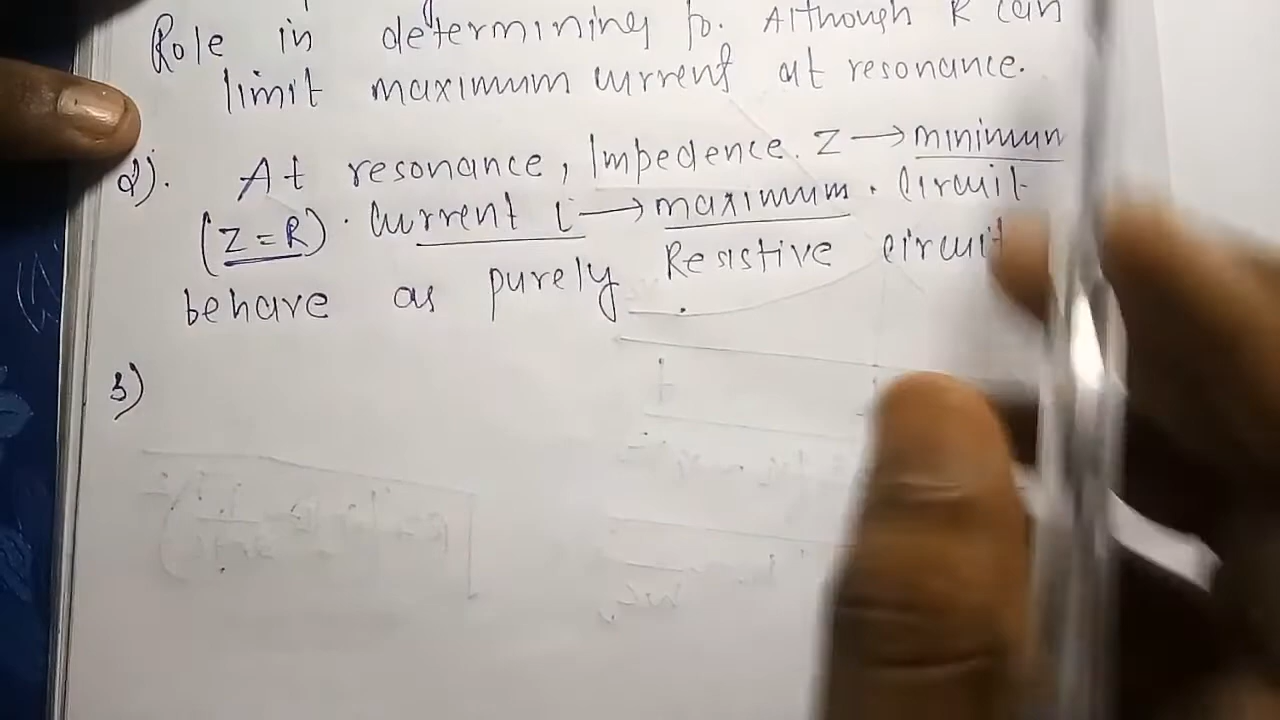 Role in determining fo. Although R can
limit maximum current at resonance.
2). At resonance, Impedence Z → minimun
(Z = R). Current i → maximum. Circuit
behave as purely Resistive circuit
3)